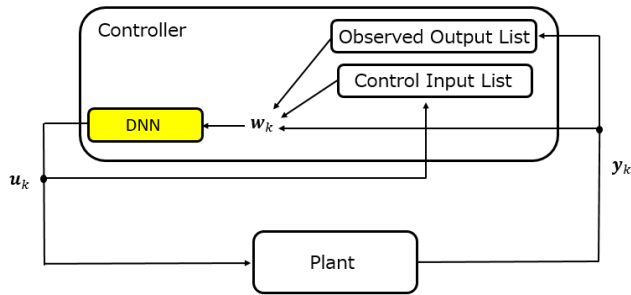 Controller
Observed Output List
Control Input List
DNN
w_k
u_k
y_k
Plant